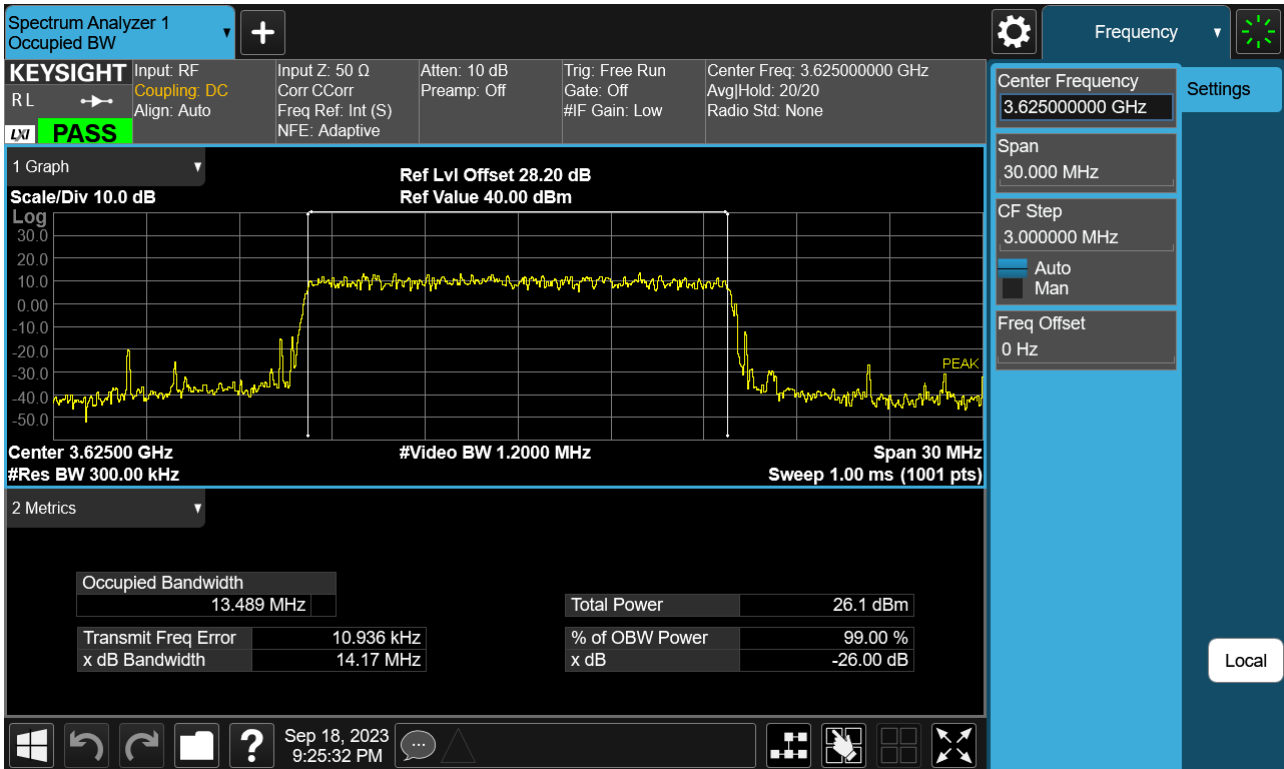 Spectrum Analyzer 1
Occupied BW
+
Frequency
KEYSIGHT
R L
LXI
PASS
Input: RF
Coupling: DC
Align: Auto
Input Z: 50 Ω
Corr CCorr
Freq Ref: Int (S)
NFE: Adaptive
Atten: 10 dB
Preamp: Off
Trig: Free Run
Gate: Off
#IF Gain: Low
Center Freq: 3.625000000 GHz
Avg|Hold: 20/20
Radio Std: None
Center Frequency
3.625000000 GHz
Settings
Span
30.000 MHz
CF Step
3.000000 MHz
Auto
Man
Freq Offset
0 Hz
1 Graph
Ref Lvl Offset 28.20 dB
Scale/Div 10.0 dB
Ref Value 40.00 dBm
Log
30.0
20.0
10.0
0.00
-10.0
-20.0
-30.0
-40.0
-50.0
PEAK
Center 3.62500 GHz
#Video BW 1.2000 MHz
Span 30 MHz
#Res BW 300.00 kHz
Sweep 1.00 ms (1001 pts)
2 Metrics
Occupied Bandwidth
13.489 MHz
Total Power 26.1 dBm
Transmit Freq Error 10.936 kHz
% of OBW Power 99.00 %
x dB Bandwidth 14.17 MHz
x dB -26.00 dB
Local
?
Sep 18, 2023
9:25:32 PM